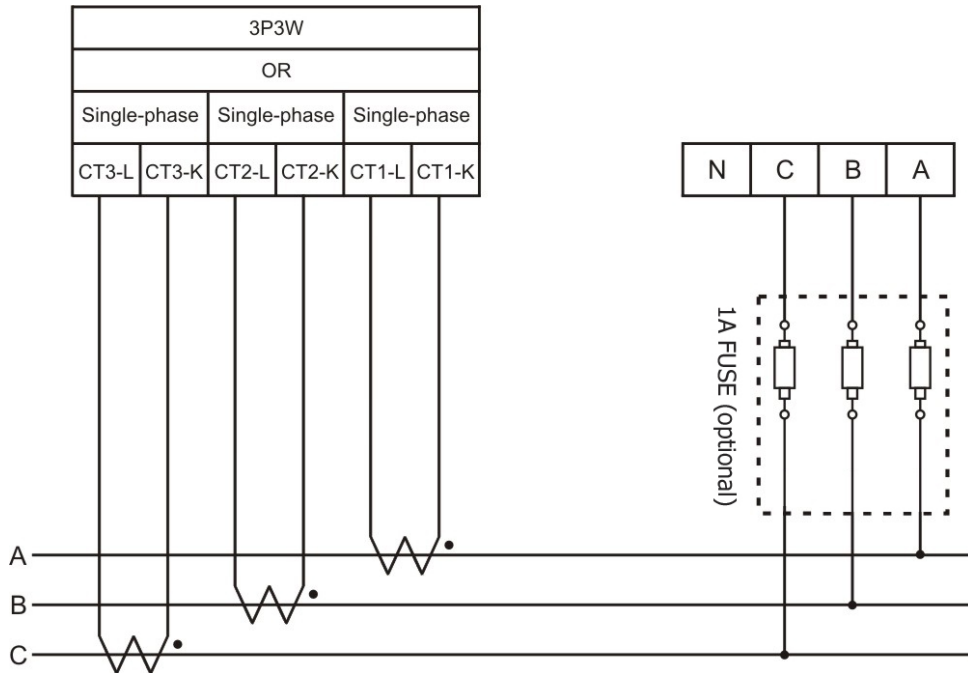 3P3W
OR
Single-phase Single-phase Single-phase
CT3-L CT3-K CT2-L CT2-K CT1-L CT1-K
N C B A
1A FUSE (optional)
A
B
C